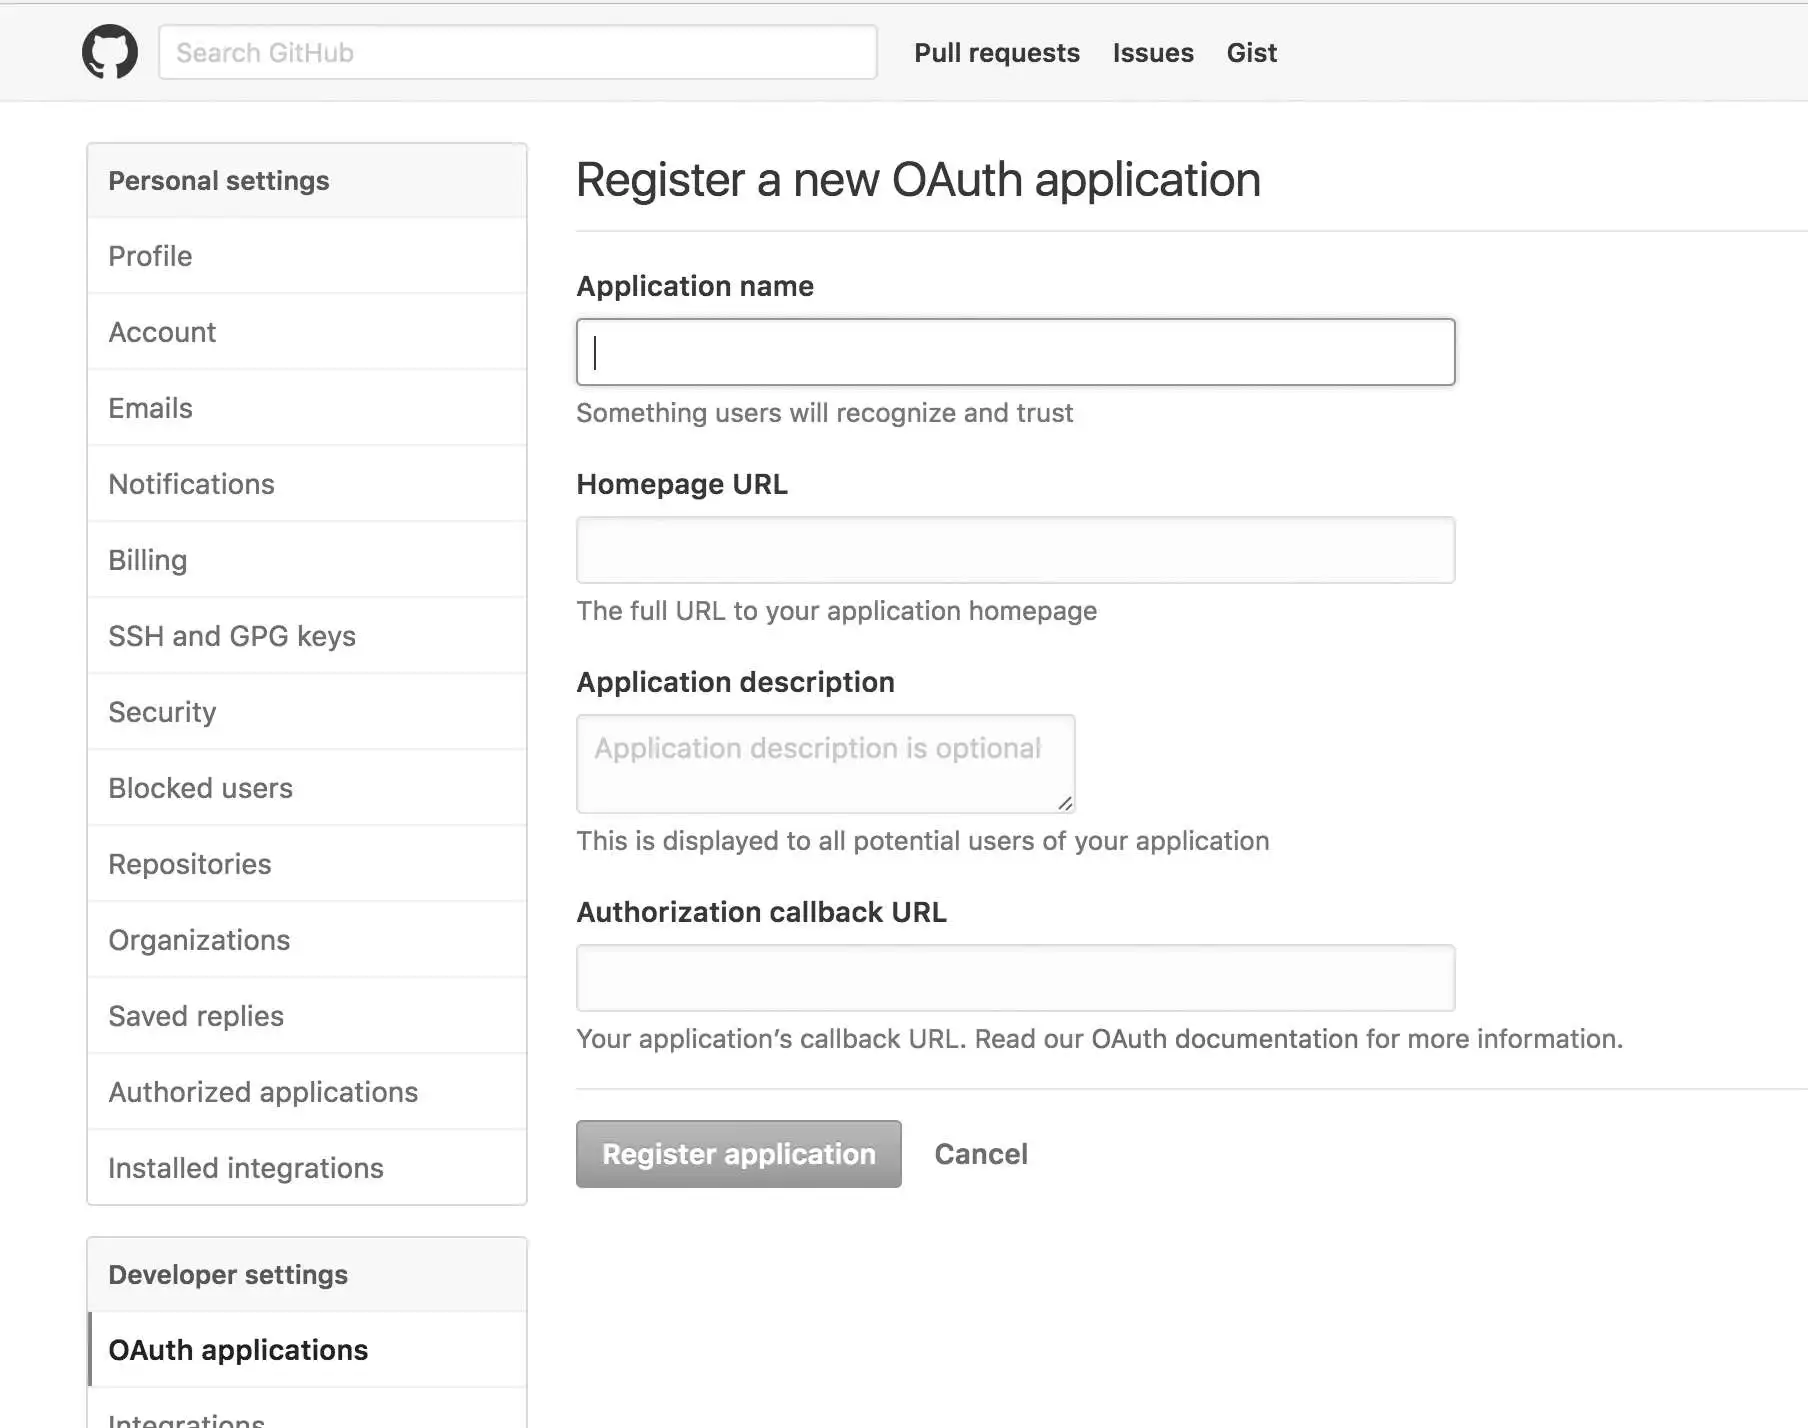 Search GitHub
Pull requests
Issues
Gist
Personal settings
Profile
Account
Emails
Notifications
Billing
SSH and GPG keys
Security
Blocked users
Repositories
Organizations
Saved replies
Authorized applications
Installed integrations
Developer settings
OAuth applications
Integrations
Register a new OAuth application
Application name
Something users will recognize and trust
Homepage URL
The full URL to your application homepage
Application description
Application description is optional
This is displayed to all potential users of your application
Authorization callback URL
Your application’s callback URL. Read our OAuth documentation for more information.
Register application
Cancel